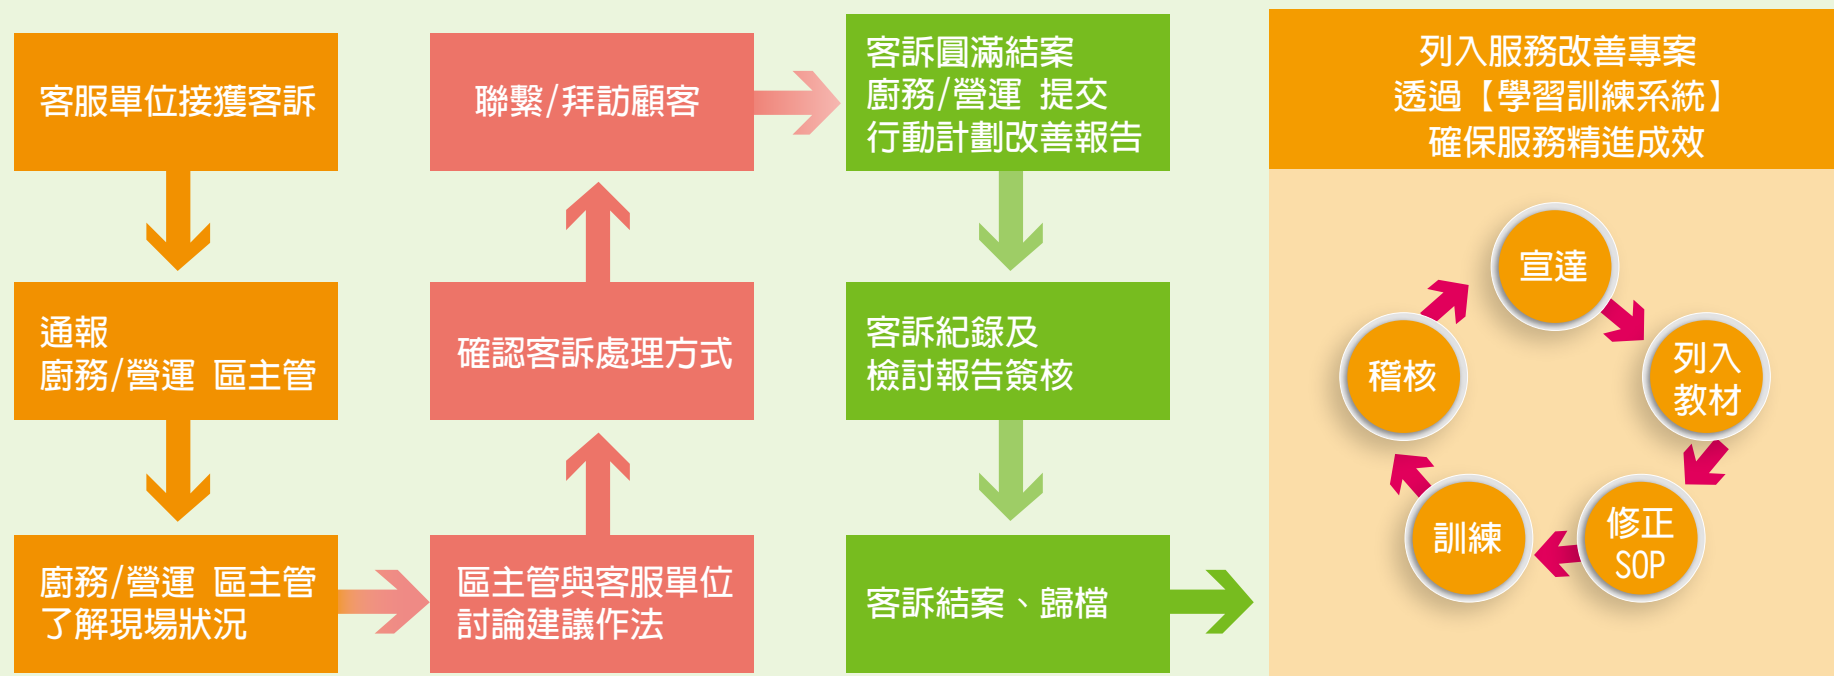 客服單位接獲客訴
通報
廚務/營運 區主管
廚務/營運 區主管
了解現場狀況
區主管與客服單位
討論建議作法
確認客訴處理方式
聯繫/拜訪顧客
客訴圓滿結案
廚務/營運 提交
行動計劃改善報告
客訴紀錄及
檢討報告簽核
客訴結案、歸檔
列入服務改善專案
透過【學習訓練系統】
確保服務精進成效
宣達
列入
教材
修正
SOP
訓練
稽核